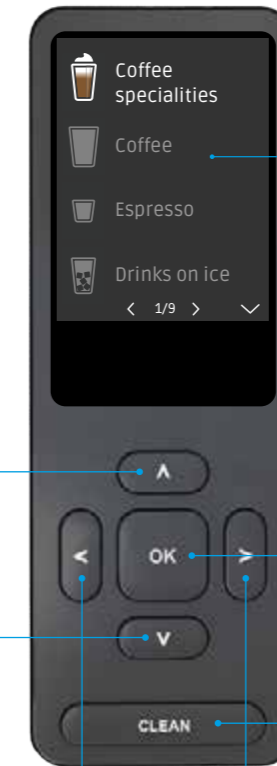 Coffee
specialities
Coffee
Espresso
Drinks on ice
< 1/9 >
OK
CLEAN